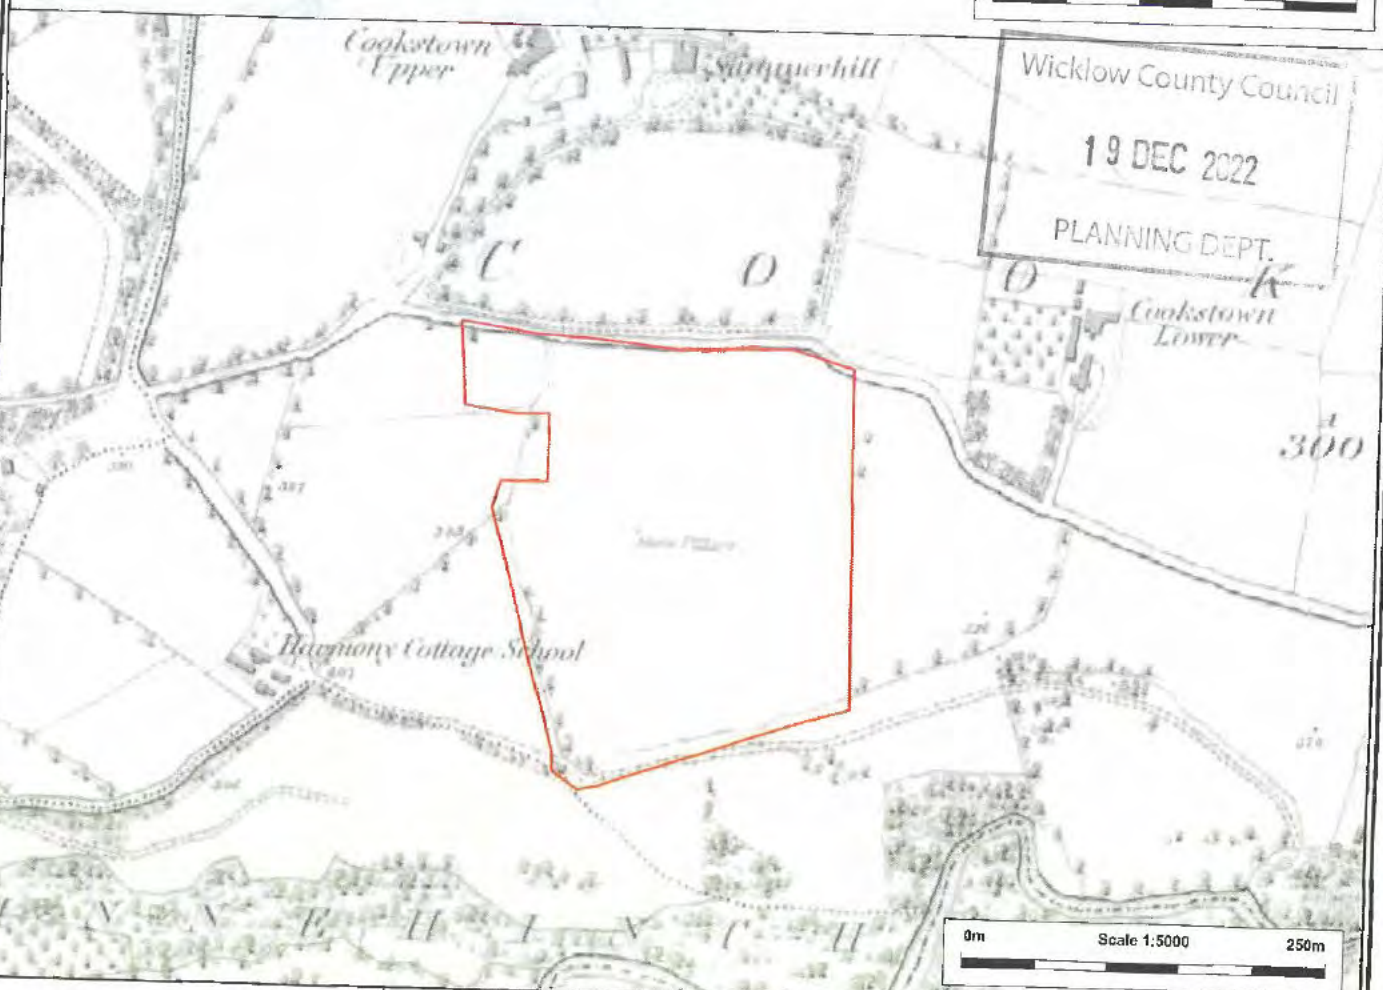 Cookstown
Upper
Summerhill
Wicklow County Council
19 DEC 2022
PLANNING DEPT.
C O O K
Cookstown
Lower
300
Harmony Cottage School
N E H I N C H
0m Scale 1:5000 250m